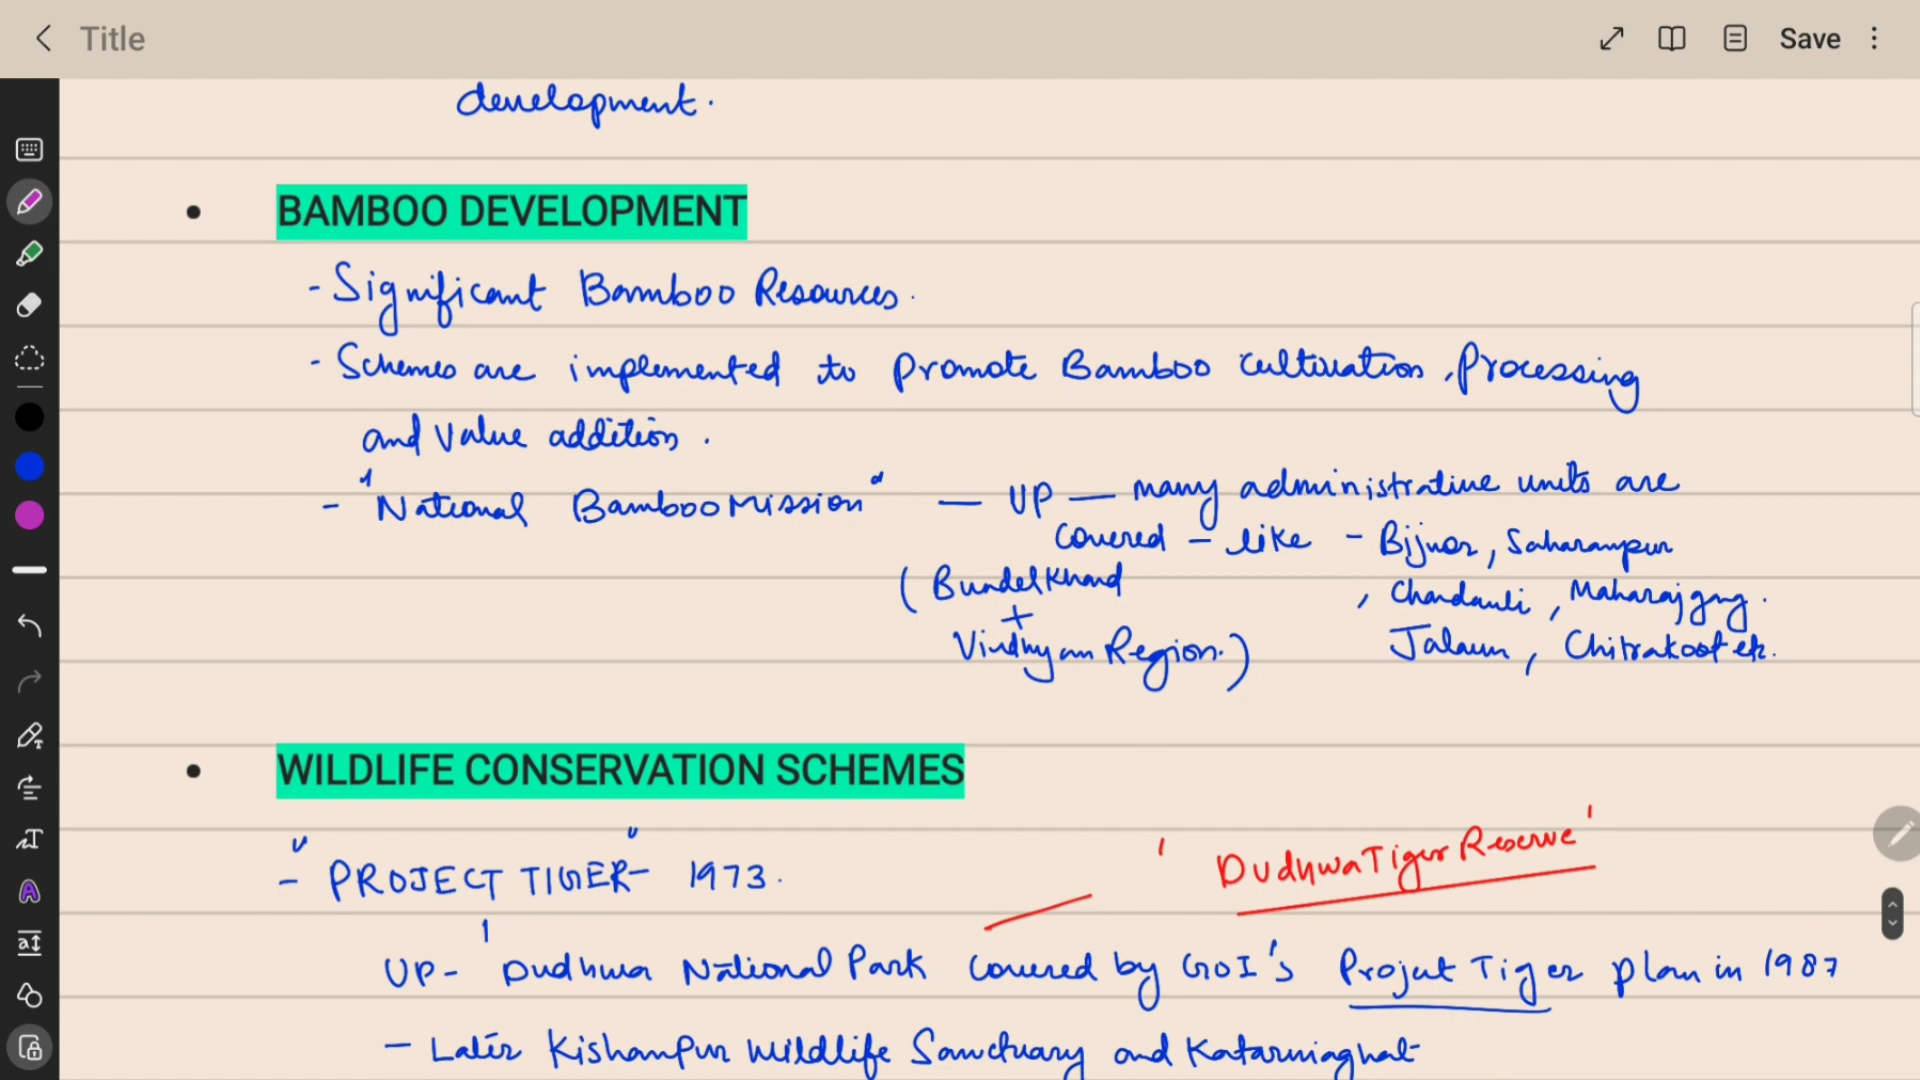 Title
Save
development.
• BAMBOO DEVELOPMENT
- Significant Bamboo Resources.
- Schemes are implemented to promote Bamboo cultivation, Processing
and value addition.
- "National Bamboo Mission" — UP — many administrative units are
covered - like - Bijnor, Saharanpur
(Bundelkhand
, Chandauli, Maharajgang.
+
Vindhyan Region.)
Jalaun, Chitrakoot etc.
• WILDLIFE CONSERVATION SCHEMES
'Dudhwa Tiger Reserve'
- "PROJECT TIGER" - 1973.
UP - 'Dudhwa National Park covered by GOI's Project Tiger plan in 1987
- Later Kishanpur Wildlife Sanctuary and Katarniaghat